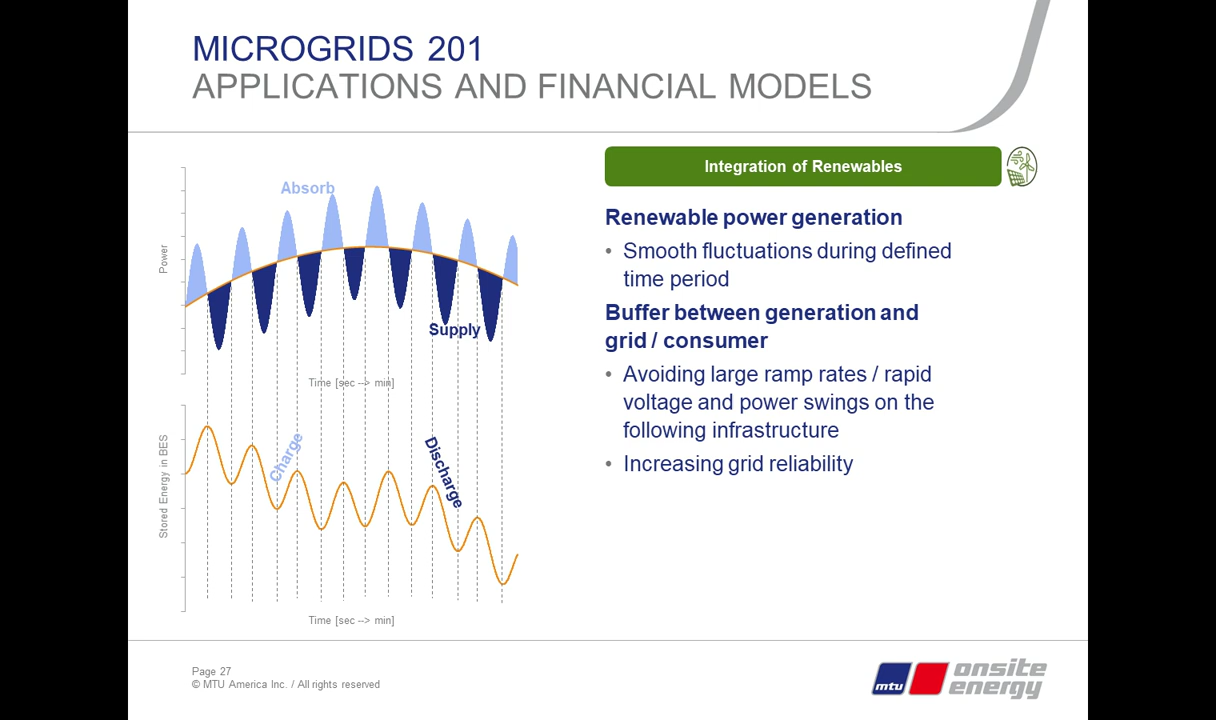 MICROGRIDS 201
APPLICATIONS AND FINANCIAL MODELS
Integration of Renewables
Absorb
Power
Supply
Time [sec --> min]
Charge
Discharge
Stored Energy in BES
Time [sec --> min]
Renewable power generation
• Smooth fluctuations during defined
time period
Buffer between generation and
grid / consumer
• Avoiding large ramp rates / rapid
voltage and power swings on the
following infrastructure
• Increasing grid reliability
Page 27
© MTU America Inc. / All rights reserved
mtu
onsite
energy